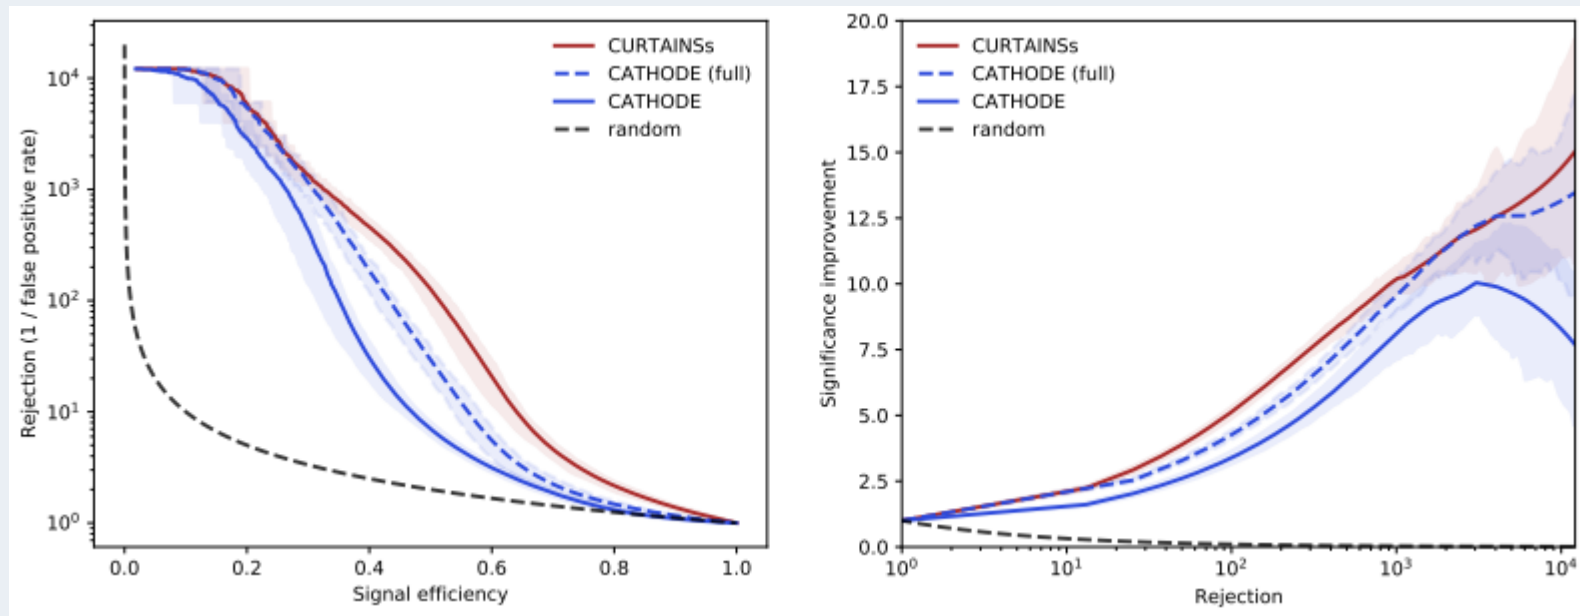 Rejection (1 / false positive rate)
10⁴
10³
10²
10¹
10⁰
CURTAINSs
CATHODE (full)
CATHODE
random
0.0 0.2 0.4 0.6 0.8 1.0
Signal efficiency
Significance improvement
20.0
17.5
15.0
12.5
10.0
7.5
5.0
2.5
0.0
CURTAINSs
CATHODE (full)
CATHODE
random
10⁰ 10¹ 10² 10³ 10⁴
Rejection